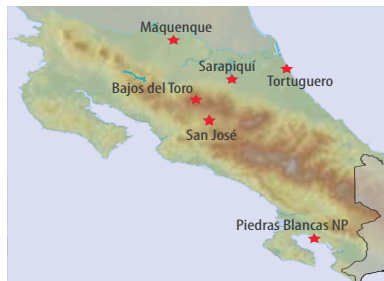 Maquenque
Sarapiquí
Tortuguero
Bajos del Toro
San José
Piedras Blancas NP